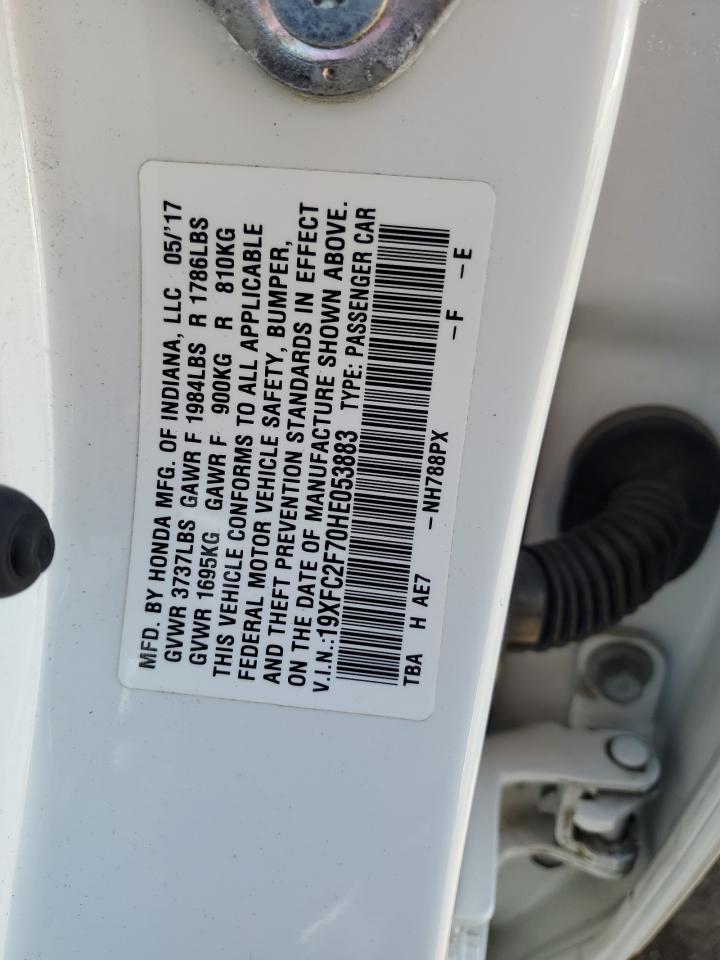 MFD. BY HONDA MFG. OF INDIANA, LLC 05/'17
GVWR 3737LBS GAWR F 1984LBS R 1786LBS
GVWR 1695KG GAWR F 900KG R 810KG
THIS VEHICLE CONFORMS TO ALL APPLICABLE
FEDERAL MOTOR VEHICLE SAFETY, BUMPER,
AND THEFT PREVENTION STANDARDS IN EFFECT
ON THE DATE OF MANUFACTURE SHOWN ABOVE.
V.I.N.:19XFC2F70HE053883 TYPE: PASSENGER CAR
TBA H AE7 -NH788PX -F -E